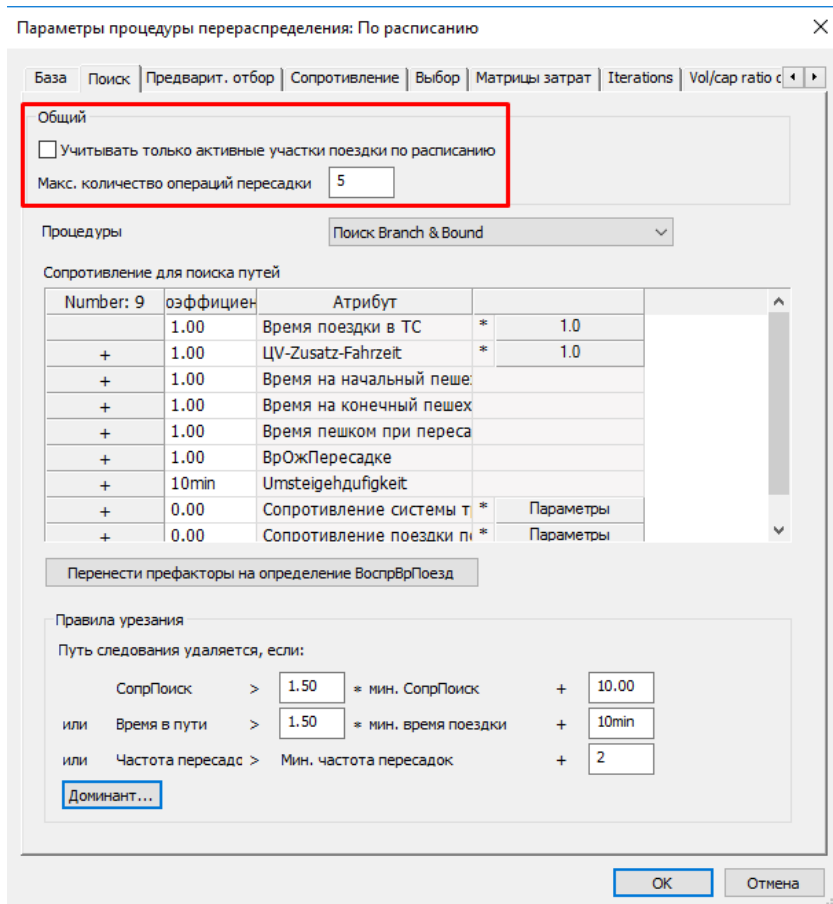 Параметры процедуры перераспределения: По расписанию
База Поиск Предварит. отбор Сопротивление Выбор Матрицы затрат Iterations Vol/cap ratio c
Общий
Учитывать только активные участки поездки по расписанию
Макс. количество операций пересадки 5
Процедуры Поиск Branch & Bound
Сопротивление для поиска путей
Number: 9 оэффициен Атрибут
1.00 Время поездки в ТС * 1.0
+ 1.00 ЦV-Zusatz-Fahrzeit * 1.0
+ 1.00 Время на начальный пеше
+ 1.00 Время на конечный пешех
+ 1.00 Время пешком при переса
+ 1.00 ВрОжПересадке
+ 10min Umsteigehдufigkeit
+ 0.00 Сопротивление системы т * Параметры
+ 0.00 Сопротивление поездки п * Параметры
Перенести префакторы на определение ВоспрВрПоезд
Правила урезания
Путь следования удаляется, если:
СопрПоиск > 1.50 * мин. СопрПоиск + 10.00
или Время в пути > 1.50 * мин. время поездки + 10min
или Частота пересадо > Мин. частота пересадок + 2
Доминант...
OK Отмена